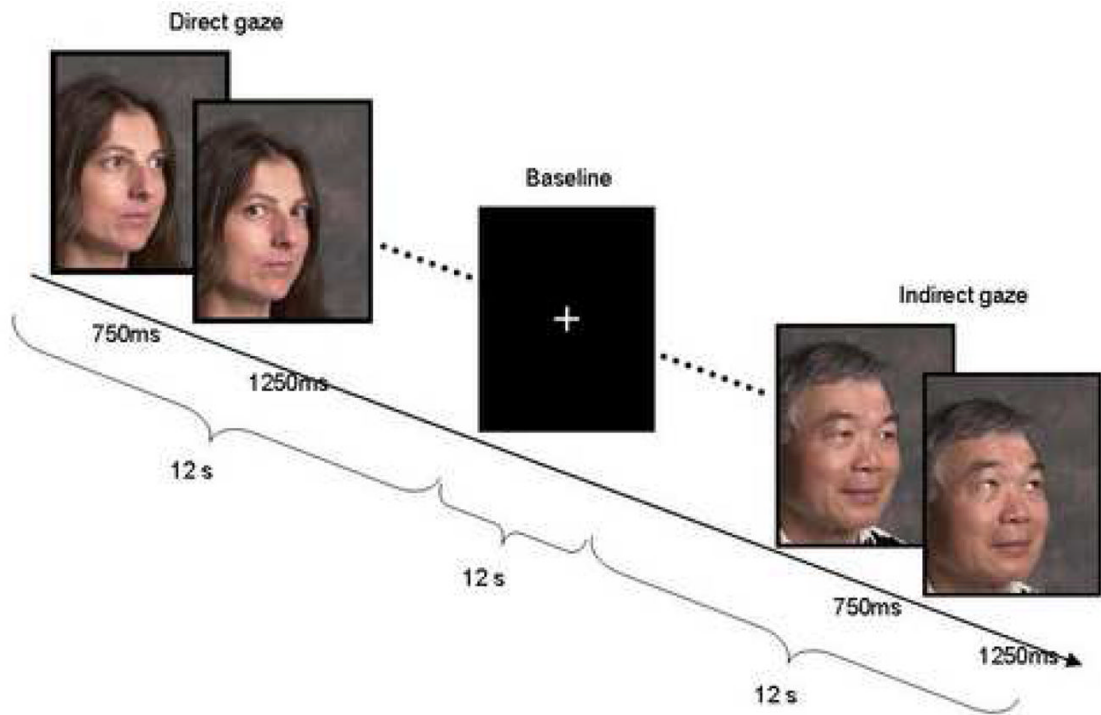 Direct gaze
Baseline
Indirect gaze
750ms
1250ms
12 s
12 s
750ms
1250ms
12 s